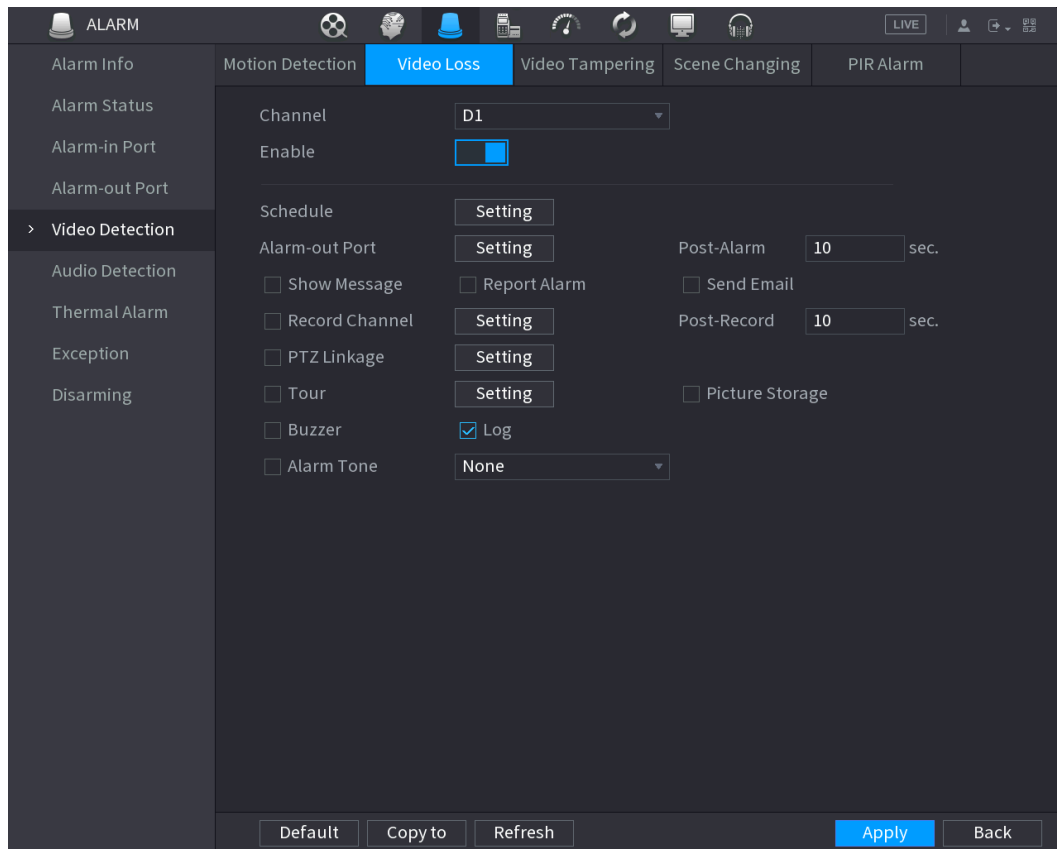 ALARM LIVE
Alarm Info
Alarm Status
Alarm-in Port
Alarm-out Port
Video Detection
Audio Detection
Thermal Alarm
Exception
Disarming
Motion Detection Video Loss Video Tampering Scene Changing PIR Alarm
Channel D1
Enable
Schedule Setting
Alarm-out Port Setting Post-Alarm 10 sec.
Show Message Report Alarm Send Email
Record Channel Setting Post-Record 10 sec.
PTZ Linkage Setting
Tour Setting Picture Storage
Buzzer Log
Alarm Tone None
Default Copy to Refresh Apply Back